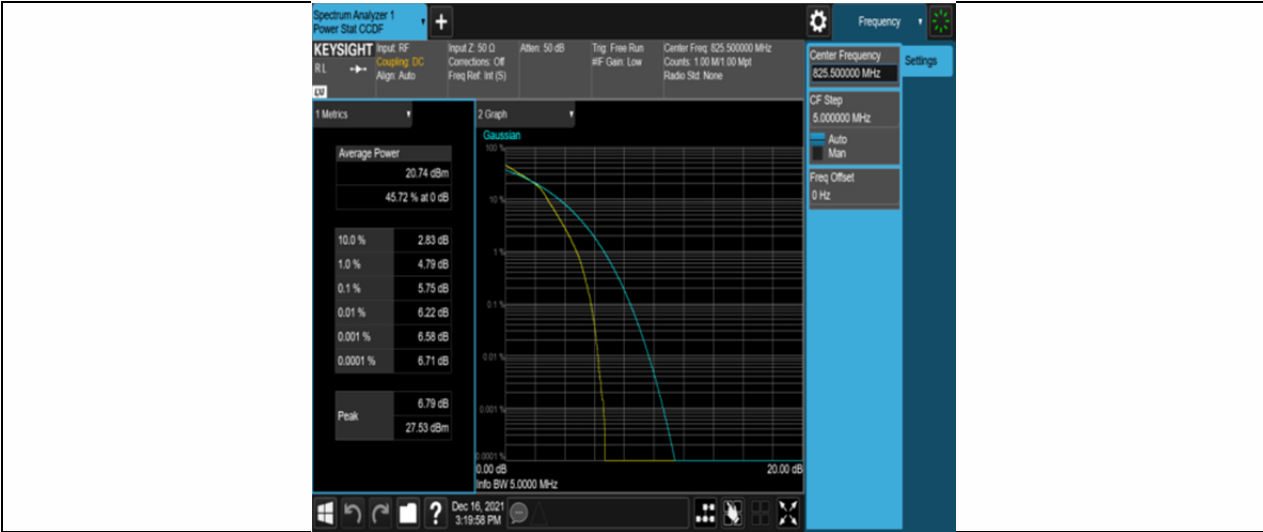 Spectrum Analyzer 1
Power Stat CCDF
Frequency
KEYSIGHT
Input: RF
Coupling: DC
Align: Auto
RL
LV
Input Z: 50 Ω
Corrections: Off
Freq Ref: Int (S)
Atten: 50 dB
Trig: Free Run
#IF Gain: Low
Center Freq: 825.500000 MHz
Counts: 1.00 M/1.00 Mpt
Radio Std: None
Center Frequency
825.500000 MHz
Settings
CF Step
5.000000 MHz
Auto
Man
Freq Offset
0 Hz
1 Metrics
Average Power
20.74 dBm
45.72 % at 0 dB
10.0 % 2.83 dB
1.0 % 4.79 dB
0.1 % 5.75 dB
0.01 % 6.22 dB
0.001 % 6.58 dB
0.0001 % 6.71 dB
Peak
6.79 dB
27.53 dBm
2 Graph
Gaussian
100 %
10 %
1 %
0.1 %
0.01 %
0.001 %
0.0001 %
0.00 dB
20.00 dB
Info BW 5.0000 MHz
?
Dec 16, 2021
3:19:58 PM